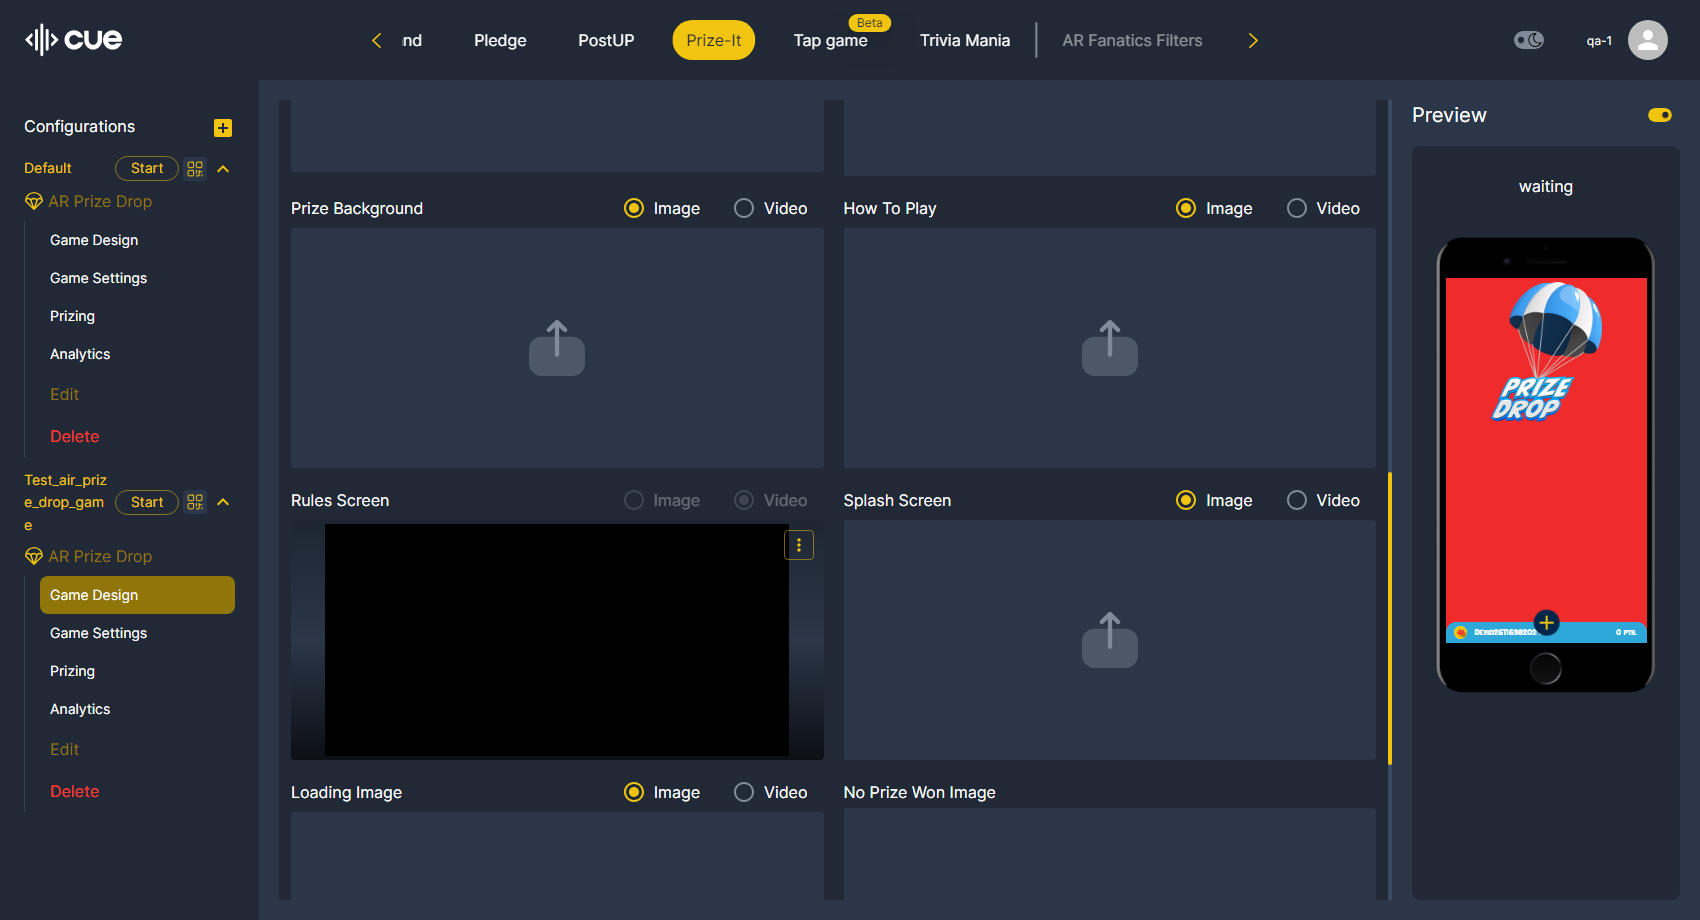 cue
nd
Pledge
PostUP
Prize-It
Beta
Tap game
Trivia Mania
AR Fanatics Filters
qa-1
Configurations
Default
Start
AR Prize Drop
Game Design
Game Settings
Prizing
Analytics
Edit
Delete
Test_air_priz
e_drop_gam
e
Start
AR Prize Drop
Game Design
Game Settings
Prizing
Analytics
Edit
Delete
Prize Background
Image
Video
How To Play
Image
Video
Rules Screen
Image
Video
Splash Screen
Image
Video
Loading Image
Image
Video
No Prize Won Image
Preview
waiting
PRIZE
DROP
0 PTS.